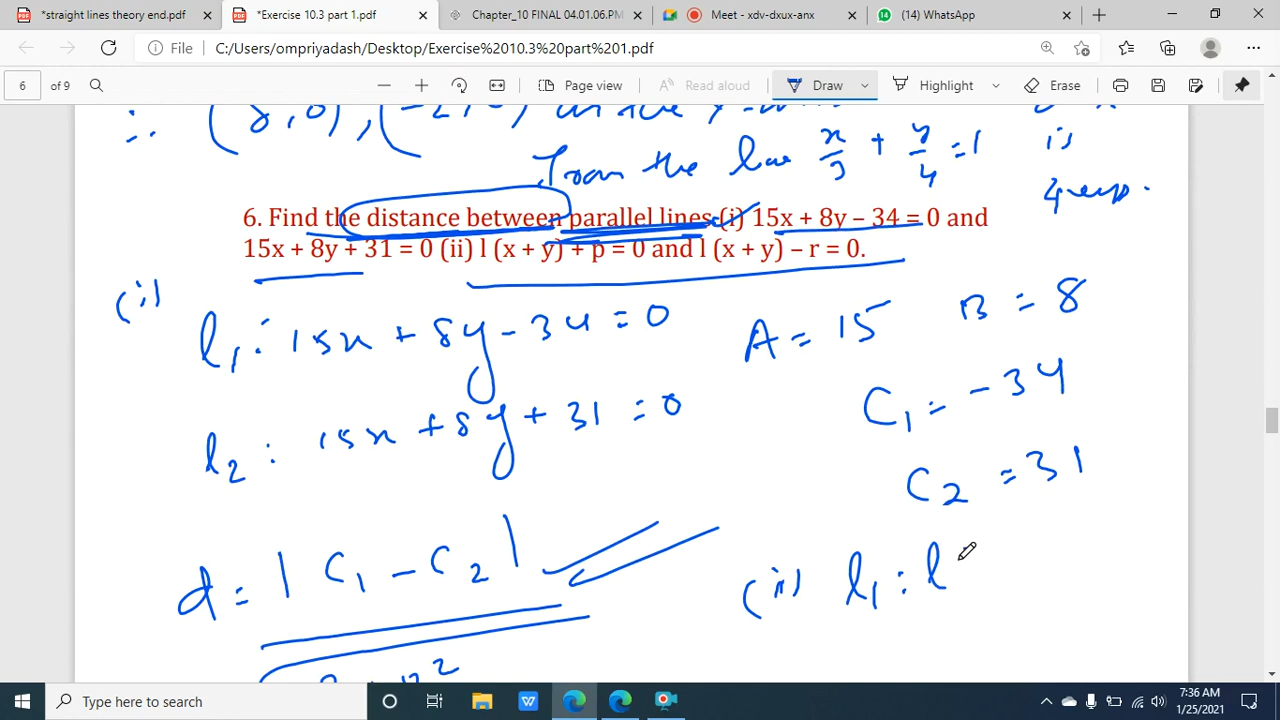 *straight lines theory end.pdf
*Exercise 10.3 part 1.pdf
Chapter_10 FINAL 04.01.06.PM
Meet - xdv-dxux-anx
(14) WhatsApp
File C:/Users/ompriyadash/Desktop/Exercise%2010.3%20part%201.pdf
6 of 9 Page view Read aloud Draw Highlight Erase
∴ (8, 0), (-2, 0)
From the line x/3 + y/4 = 1 is
4
6. Find the distance between parallel lines (i) 15x + 8y – 34 = 0 and
15x + 8y + 31 = 0 (ii) l (x + y) + p = 0 and l (x + y) – r = 0.
(i)
l₁: 15x + 8y - 34 = 0 A = 15 B = 8
C₁ = -34
l₂: 15x + 8y + 31 = 0
C₂ = 31
d = | C₁ - C₂ | (ii) l₁: l
Type here to search
7:36 AM
1/25/2021